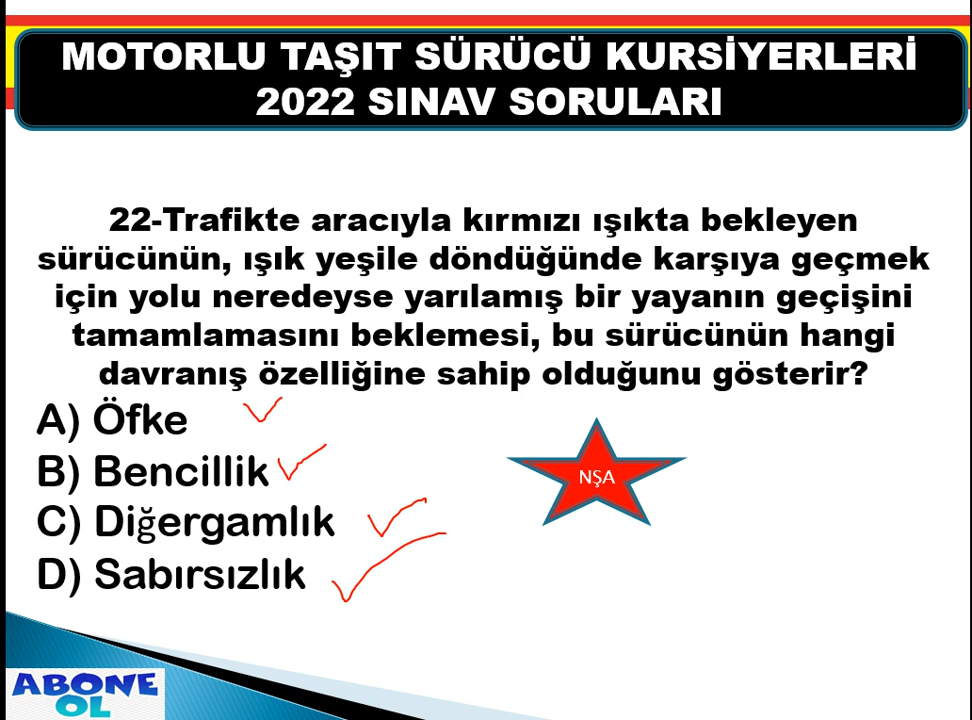 MOTORLU TAŞIT SÜRÜCÜ KURSİYERLERİ
2022 SINAV SORULARI
22-Trafikte aracıyla kırmızı ışıkta bekleyen
sürücünün, ışık yeşile döndüğünde karşıya geçmek
için yolu neredeyse yarılamış bir yayanın geçişini
tamamlamasını beklemesi, bu sürücünün hangi
davranış özelliğine sahip olduğunu gösterir?
A) Öfke
B) Bencillik
C) Diğergamlık
D) Sabırsızlık
NŞA
ABONE
OL